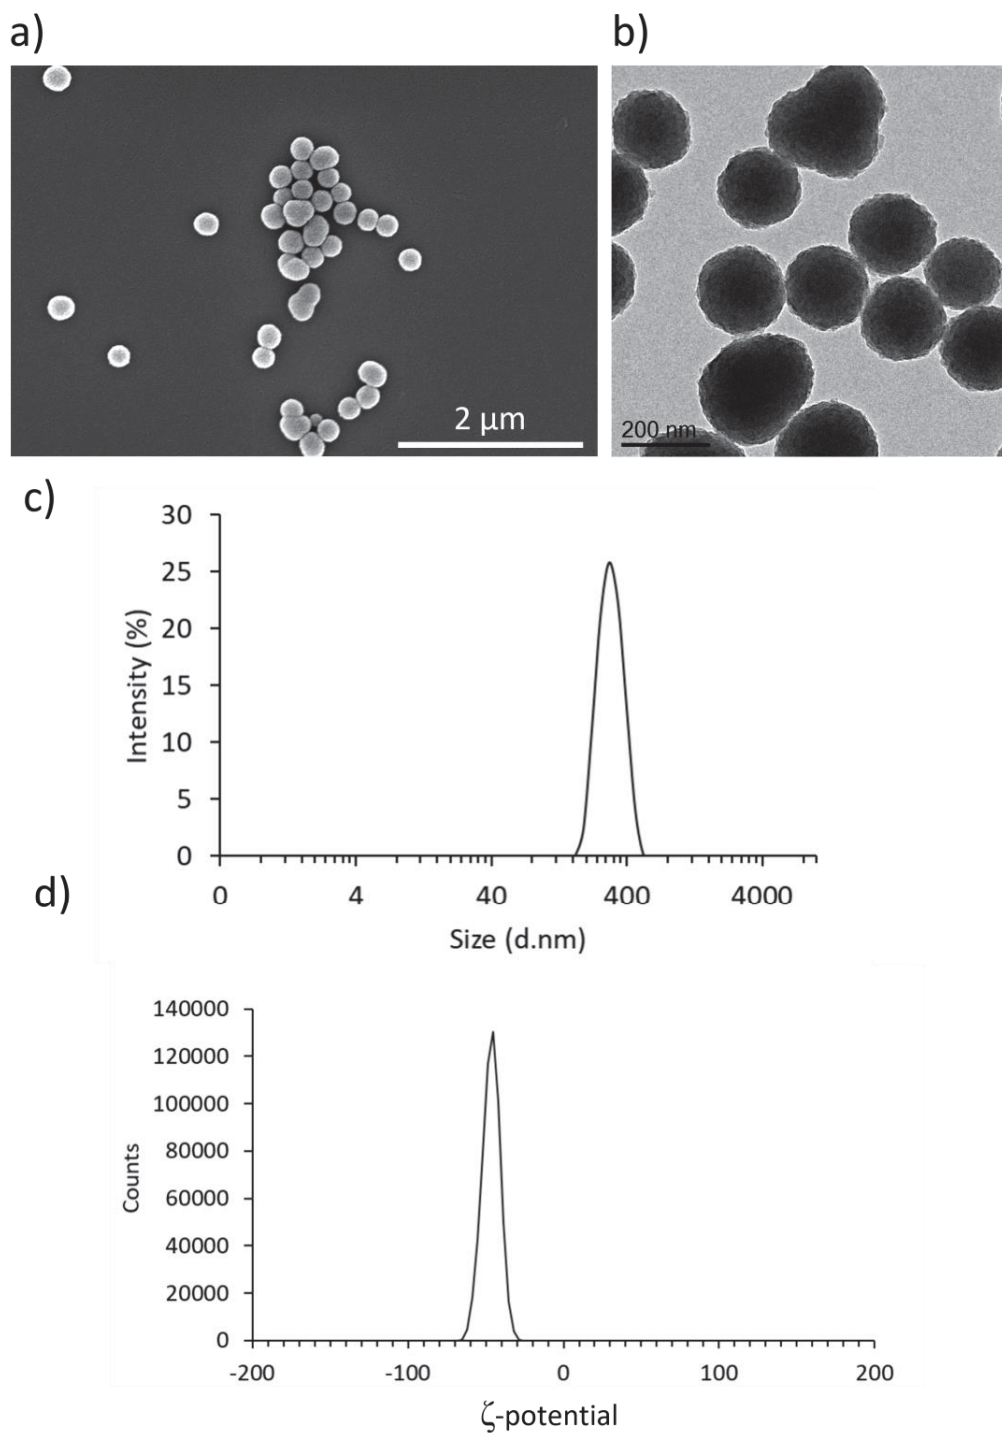 a)
b)
2 µm
200 nm
c)
30
25
20
15
10
5
0
Intensity (%)
0 4 40 400 4000
Size (d.nm)
d)
140000
120000
100000
80000
60000
40000
20000
0
Counts
-200 -100 0 100 200
ζ-potential